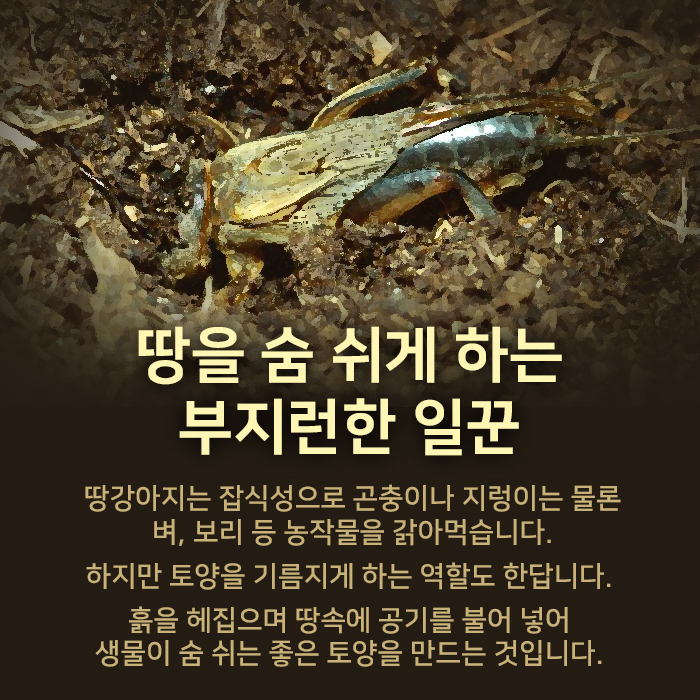 땅을 숨 쉬게 하는
부지런한 일꾼
땅강아지는 잡식성으로 곤충이나 지렁이는 물론
벼, 보리 등 농작물을 갉아먹습니다.
하지만 토양을 기름지게 하는 역할도 한답니다.
흙을 헤집으며 땅속에 공기를 불어 넣어
생물이 숨 쉬는 좋은 토양을 만드는 것입니다.